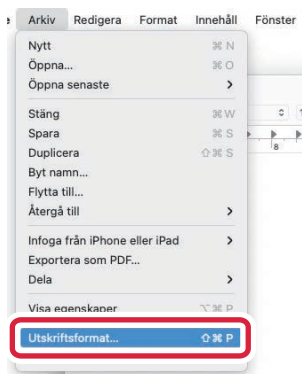 Arkiv Redigera Format Innehåll Fönster
Nytt ⌘ N
Öppna... ⌘ O
Öppna senaste >
Stäng ⌘ W
Spara ⌘ S
Duplicera ⇧ ⌘ S
Byt namn...
Flytta till...
Återgå till >
8
Infoga från iPhone eller iPad >
Exportera som PDF...
Dela >
Visa egenskaper ⌥ ⌘ P
Utskriftsformat... ⇧ ⌘ P